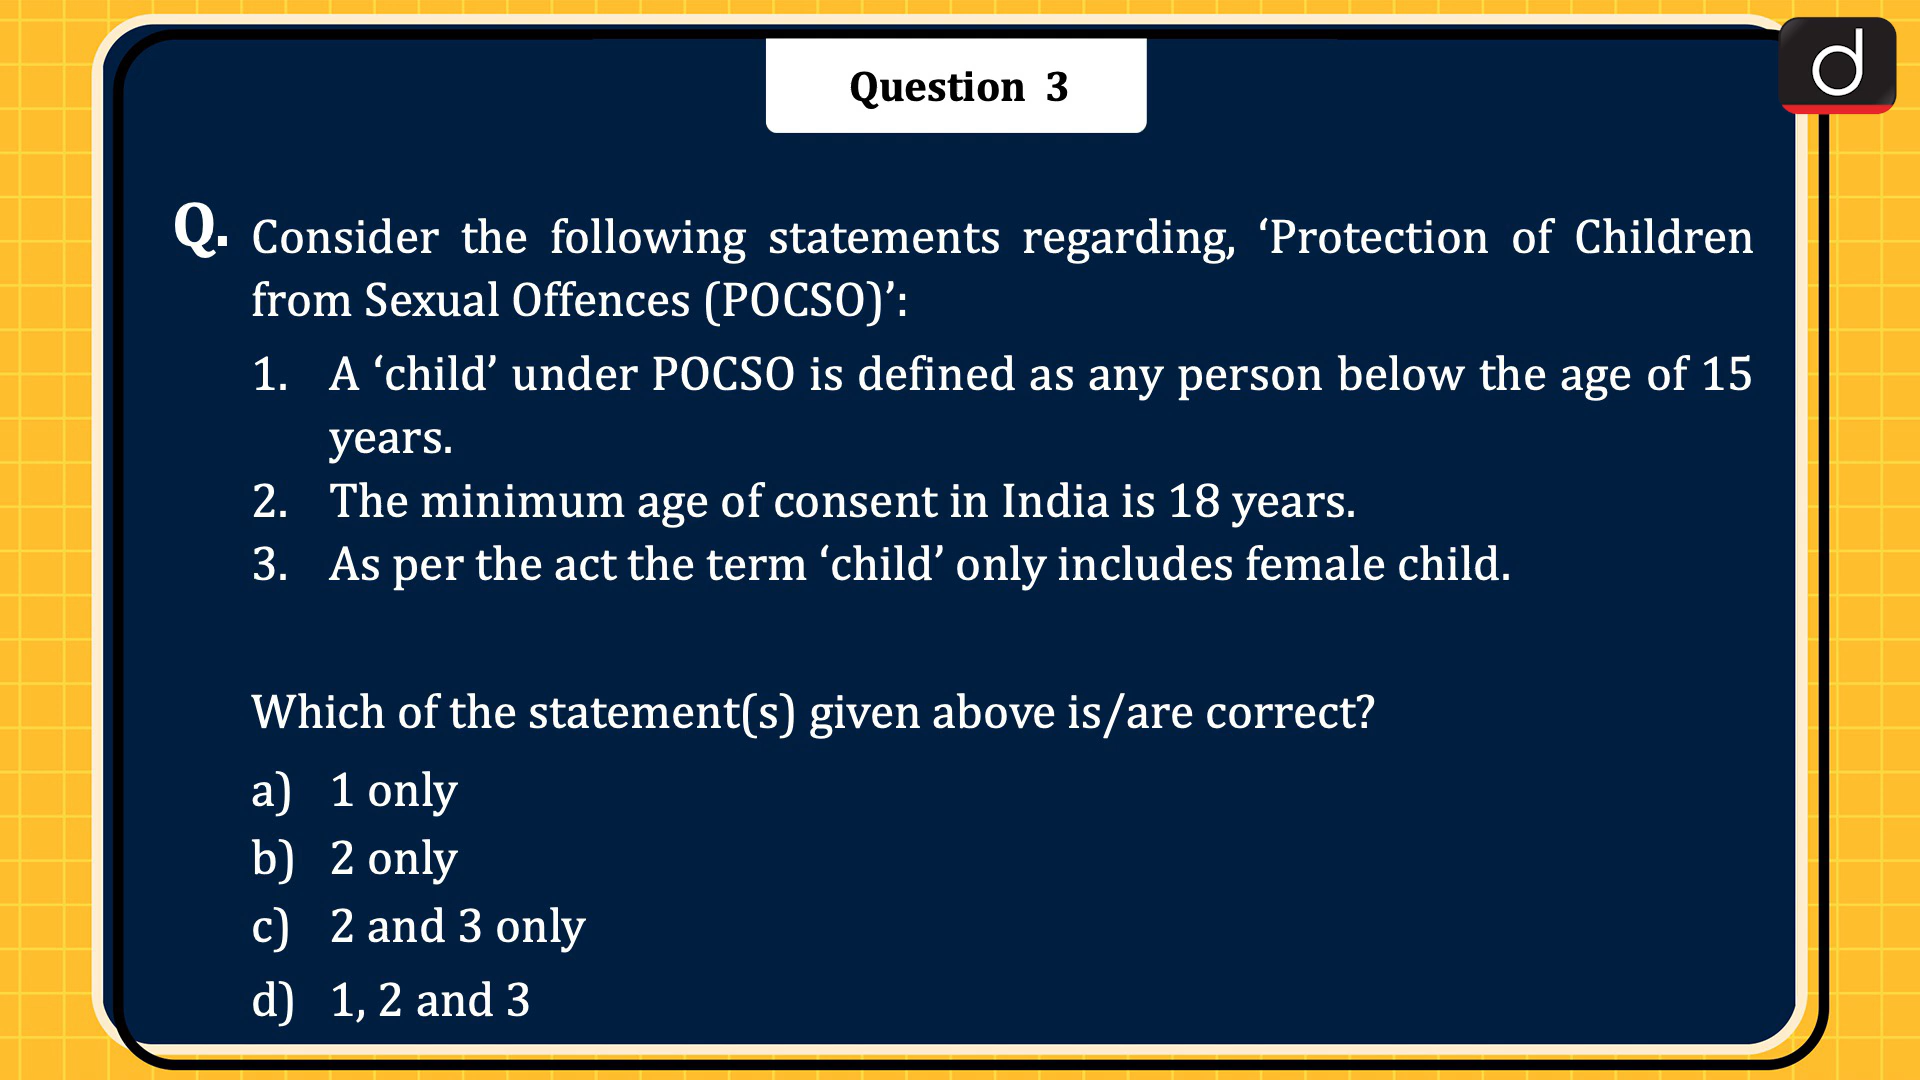 Question 3
Q. Consider the following statements regarding, ‘Protection of Children
from Sexual Offences (POCSO)’:
1. A ‘child’ under POCSO is defined as any person below the age of 15
years.
2. The minimum age of consent in India is 18 years.
3. As per the act the term ‘child’ only includes female child.
Which of the statement(s) given above is/are correct?
a) 1 only
b) 2 only
c) 2 and 3 only
d) 1, 2 and 3
d